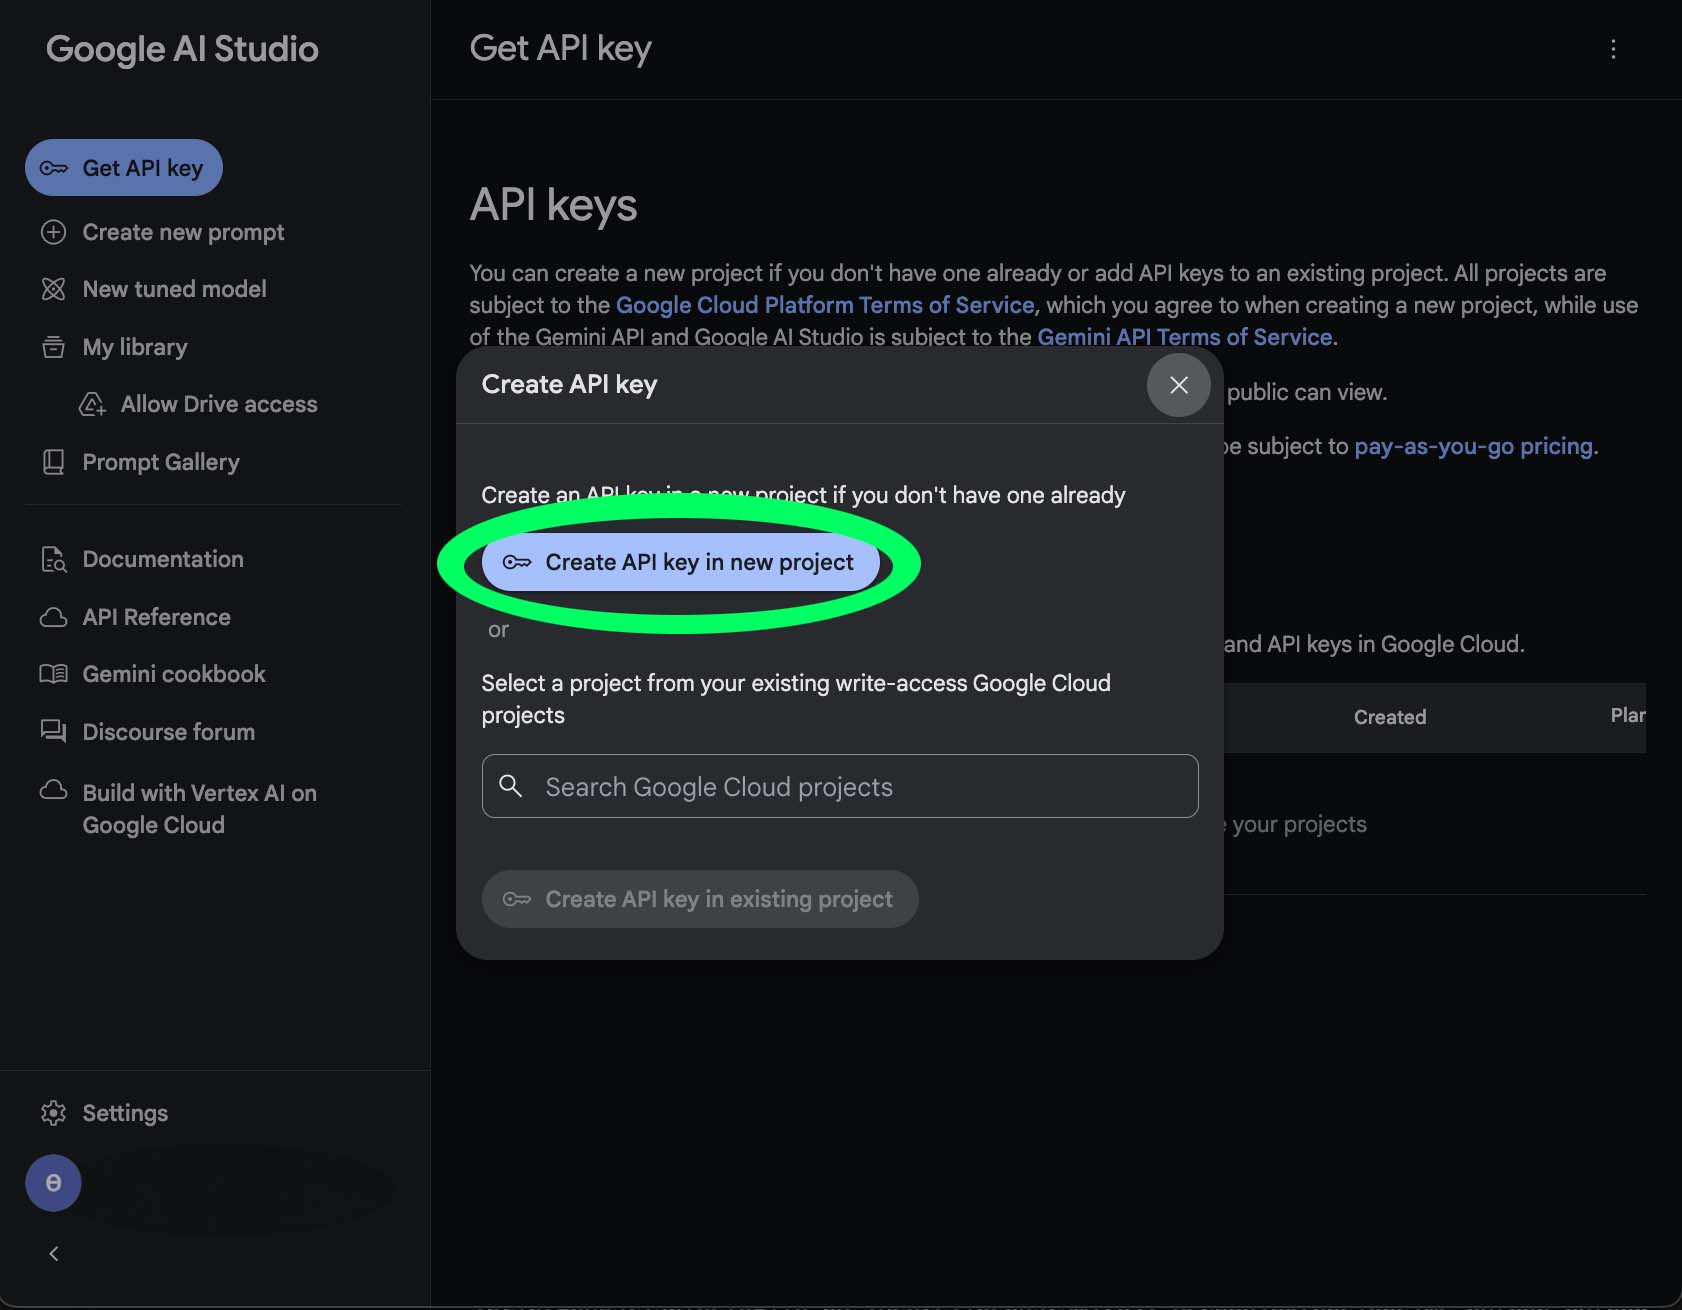 Google AI Studio
Get API key
Get API key
Create new prompt
New tuned model
My library
Allow Drive access
Prompt Gallery
Documentation
API Reference
Gemini cookbook
Discourse forum
Build with Vertex AI on
Google Cloud
Settings
Θ
API keys
You can create a new project if you don't have one already or add API keys to an existing project. All projects are
subject to the Google Cloud Platform Terms of Service, which you agree to when creating a new project, while use
of the Gemini API and Google AI Studio is subject to the Gemini API Terms of Service.
public can view.
be subject to pay-as-you-go pricing.
and API keys in Google Cloud.
Created
your projects
Create API key
Create an API key in a new project if you don't have one already
Create API key in new project
or
Select a project from your existing write-access Google Cloud
projects
Search Google Cloud projects
Create API key in existing project